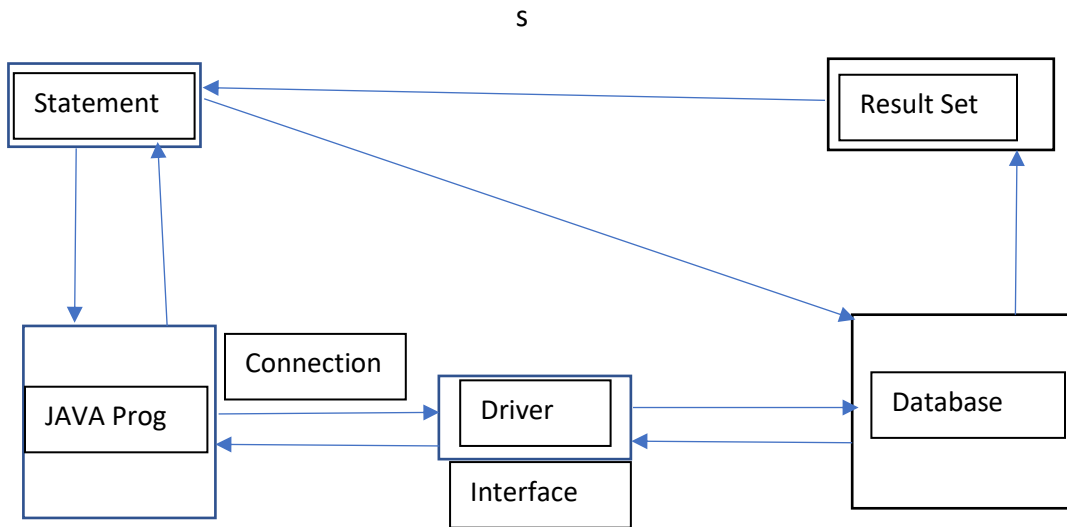 s
Statement
Result Set
Connection
JAVA Prog
Driver
Database
Interface